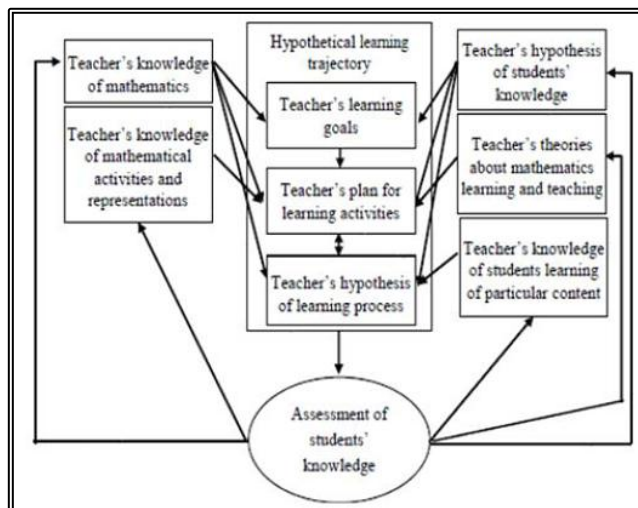 Hypothetical learning
trajectory
Teacher's knowledge
of mathematics
Teacher's hypothesis
of students'
knowledge
Teacher's learning
goals
Teacher's knowledge
of mathematical
activities and
representations
Teacher's plan for
learning activities
Teacher's theories
about mathematics
learning and teaching
Teacher's hypothesis
of learning process
Teacher's knowledge
of students learning
of particular content
Assessment of
students'
knowledge